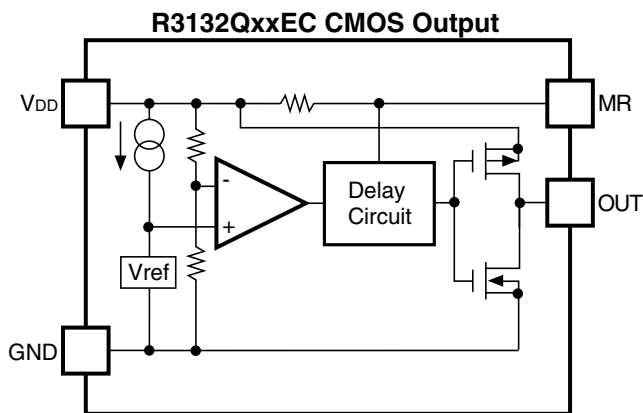 R3132QxxEC CMOS Output
VDD
MR
-
+
Delay
Circuit
OUT
Vref
GND